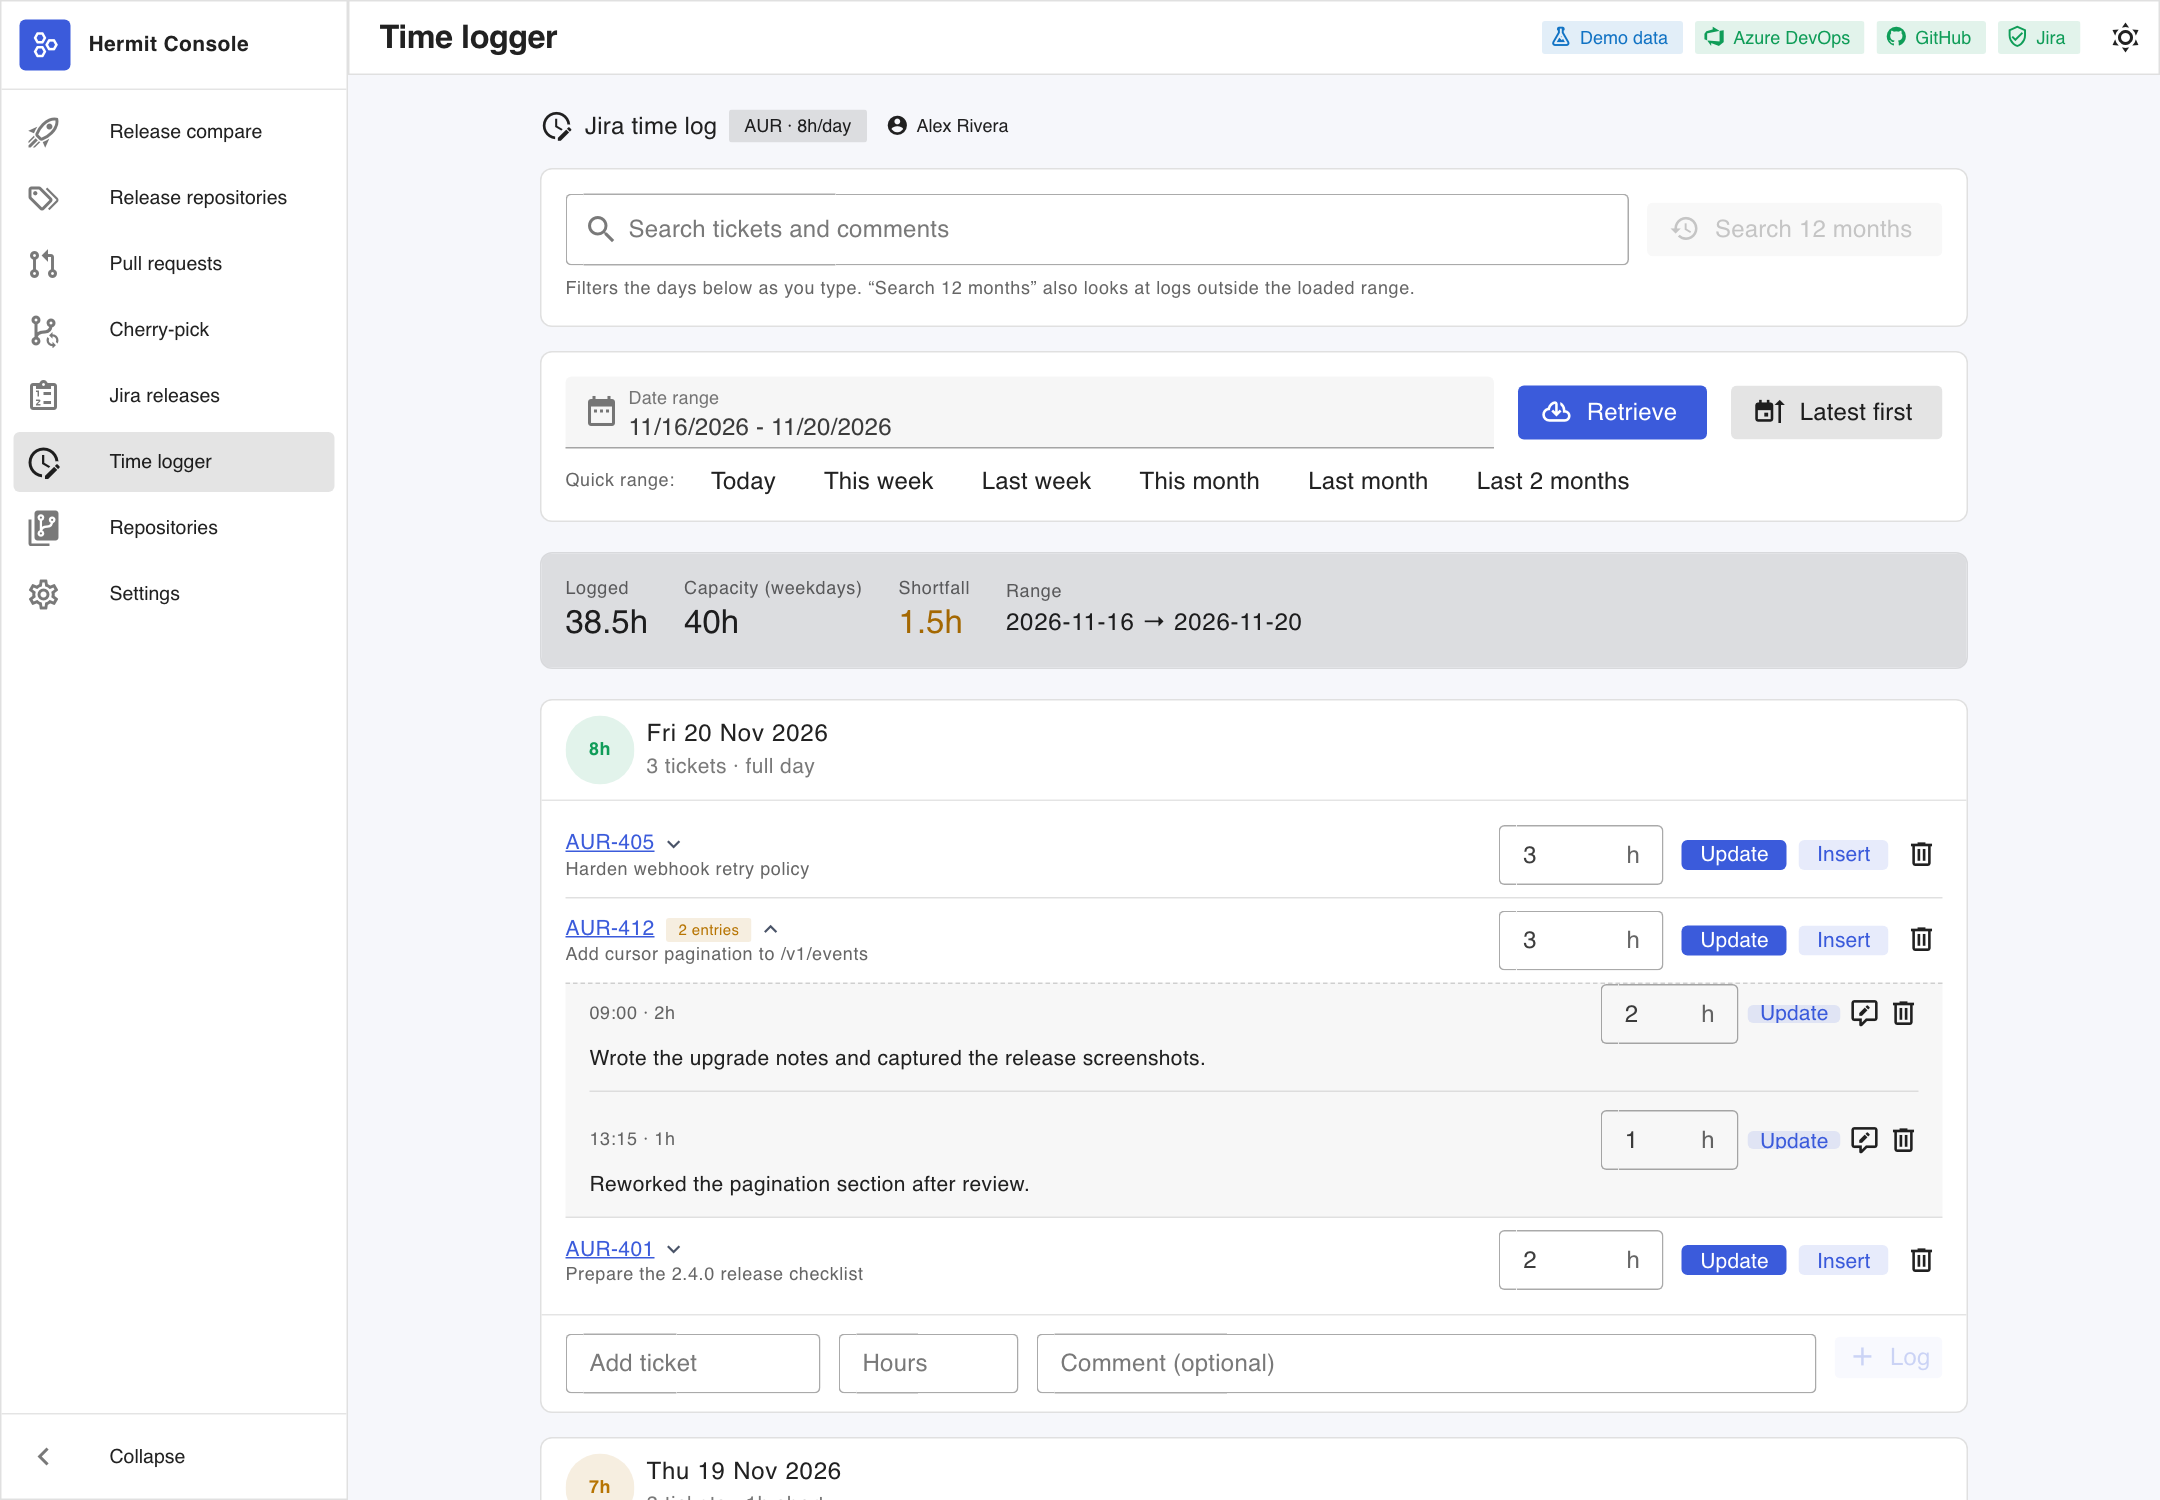 Hermit Console
Time logger
Demo data
Azure DevOps
GitHub
Jira
Release compare
Release repositories
Pull requests
Cherry-pick
Jira releases
Time logger
Repositories
Settings
Collapse
Jira time log
AUR · 8h/day
Alex Rivera
Search tickets and comments
Search 12 months
Filters the days below as you type. “Search 12 months” also looks at logs outside the loaded range.
Date range
11/16/2026 - 11/20/2026
Retrieve
Latest first
Quick range: Today This week Last week This month Last month Last 2 months
Logged
38.5h
Capacity (weekdays)
40h
Shortfall
1.5h
Range
2026-11-16 → 2026-11-20
8h
Fri 20 Nov 2026
3 tickets · full day
AUR-405
Harden webhook retry policy
3 h Update Insert
AUR-412 2 entries
Add cursor pagination to /v1/events
3 h Update Insert
09:00 · 2h
2 h Update
Wrote the upgrade notes and captured the release screenshots.
13:15 · 1h
1 h Update
Reworked the pagination section after review.
AUR-401
Prepare the 2.4.0 release checklist
2 h Update Insert
Add ticket
Hours
Comment (optional)
+ Log
7h
Thu 19 Nov 2026